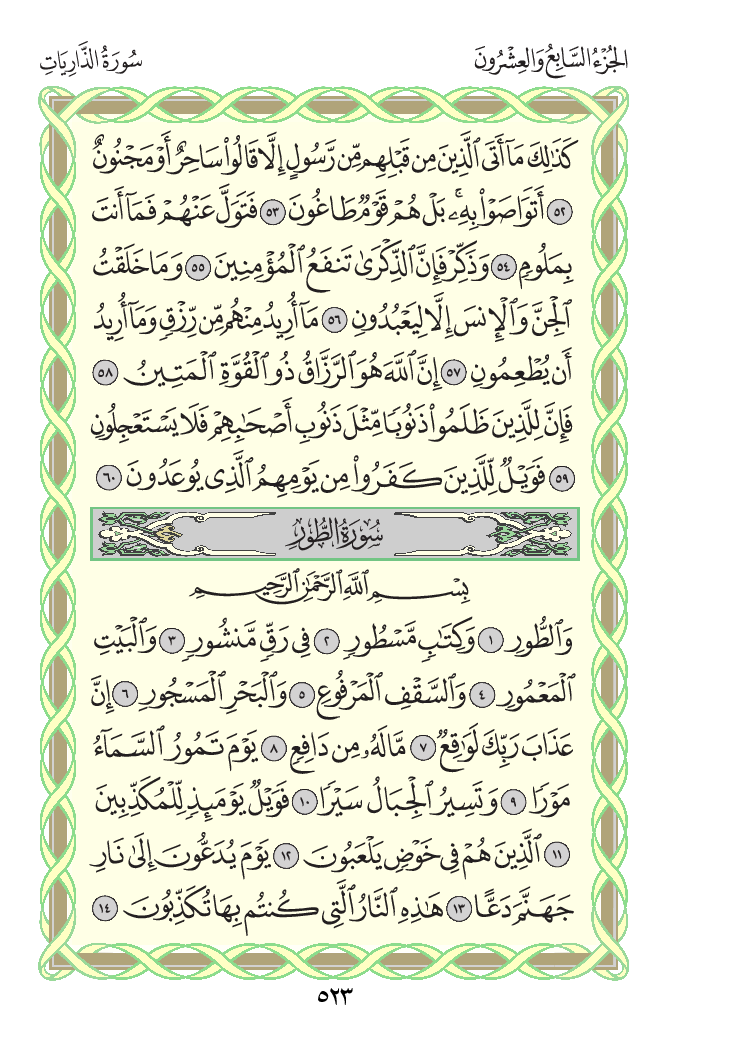 الجُزْءُ السَّابِعُ وَالعِشْرُونَ
سُورَةُ الذَّارِيَاتِ
كَذَٰلِكَ مَآ أَتَى ٱلَّذِينَ مِن قَبْلِهِم مِّن رَّسُولٍ إِلَّا قَالُوا۟ سَاحِرٌ أَوْ مَجْنُونٌ
٥٢ أَتَوَاصَوْا۟ بِهِۦ ۚ بَلْ هُمْ قَوْمٌ طَاغُونَ ٥٣ فَتَوَلَّ عَنْهُمْ فَمَآ أَنتَ
بِمَلُومٍ ٥٤ وَذَكِّرْ فَإِنَّ ٱلذِّكْرَىٰ تَنفَعُ ٱلْمُؤْمِنِينَ ٥٥ وَمَا خَلَقْتُ
ٱلْجِنَّ وَٱلْإِنسَ إِلَّا لِيَعْبُدُونِ ٥٦ مَآ أُرِيدُ مِنْهُم مِّن رِّزْقٍ وَمَآ أُرِيدُ
أَن يُطْعِمُونِ ٥٧ إِنَّ ٱللَّهَ هُوَ ٱلرَّزَّاقُ ذُو ٱلْقُوَّةِ ٱلْمَتِينُ ٥٨
فَإِنَّ لِلَّذِينَ ظَلَمُوا۟ ذَنُوبًا مِّثْلَ ذَنُوبِ أَصْحَـٰبِهِمْ فَلَا يَسْتَعْجِلُونِ
٥٩ فَوَيْلٌ لِّلَّذِينَ كَفَرُوا۟ مِن يَوْمِهِمُ ٱلَّذِى يُوعَدُونَ ٦٠
سُورَةُ الطُّورِ
بِسْمِ ٱللَّهِ ٱلرَّحْمَـٰنِ ٱلرَّحِيمِ
وَٱلطُّورِ ١ وَكِتَـٰبٍ مَّسْطُورٍ ٢ فِى رَقٍّ مَّنشُورٍ ٣ وَٱلْبَيْتِ
ٱلْمَعْمُورِ ٤ وَٱلسَّقْفِ ٱلْمَرْفُوعِ ٥ وَٱلْبَحْرِ ٱلْمَسْجُورِ ٦ إِنَّ
عَذَابَ رَبِّكَ لَوَٰقِعٌ ٧ مَّا لَهُۥ مِن دَافِعٍ ٨ يَوْمَ تَمُورُ ٱلسَّمَآءُ
مَوْرًا ٩ وَتَسِيرُ ٱلْجِبَالُ سَيْرًا ١٠ فَوَيْلٌ يَوْمَئِذٍ لِّلْمُكَذِّبِينَ
١١ ٱلَّذِينَ هُمْ فِى خَوْضٍ يَلْعَبُونَ ١٢ يَوْمَ يُدَعُّونَ إِلَىٰ نَارِ
جَهَنَّمَ دَعًّا ١٣ هَـٰذِهِ ٱلنَّارُ ٱلَّتِى كُنتُم بِهَا تُكَذِّبُونَ ١٤
٥٢٣